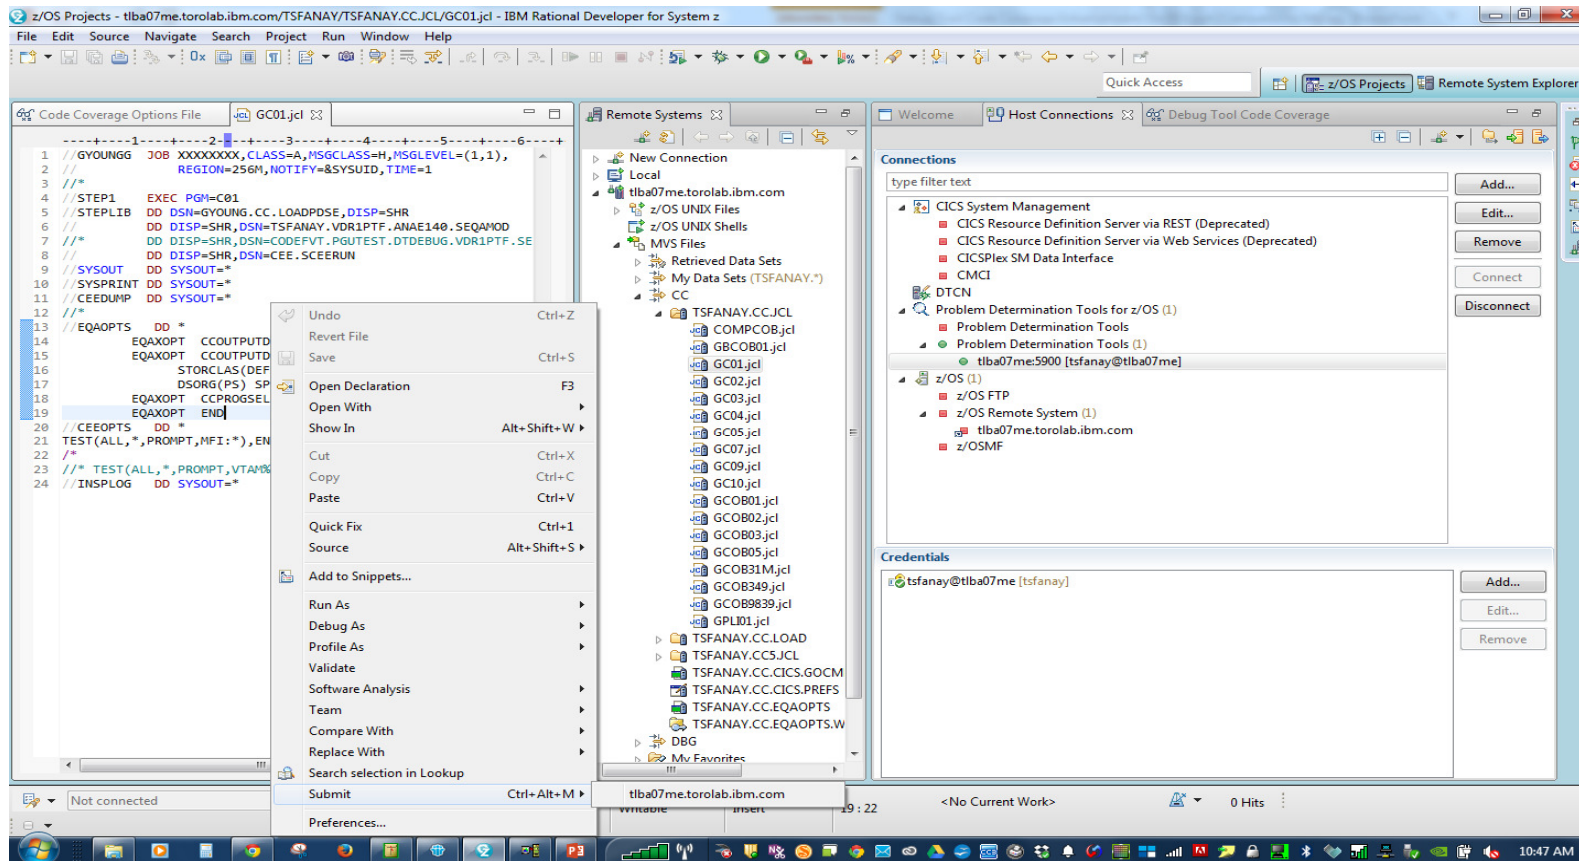 z/OS Projects - tlba07me.torolab.ibm.com/TSFANAY/TSFANAY.CC.JCL/GC01.jcl - IBM Rational Developer for System z
File Edit Source Navigate Search Project Run Window Help
Quick Access
z/OS Projects
Remote System Explorer
Code Coverage Options File
GC01.jcl
----+----1----+----2----+----3----+----4----+----5----+----6----+
1 //GYOUNGG JOB XXXXXXXX,CLASS=A,MSGCLASS=H,MSGLEVEL=(1,1),
2 // REGION=256M,NOTIFY=&SYSUID,TIME=1
3 //*
4 //STEP1 EXEC PGM=C01
5 //STEPLIB DD DSN=GYOUNG.CC.LOADPDSE,DISP=SHR
6 // DD DISP=SHR,DSN=TSFANAY.VDR1PTF.ANAE140.SEQAMOD
7 //* DD DISP=SHR,DSN=CODEFVT.PGUTEST.DTDEBUG.VDR1PTF.SE
8 // DD DISP=SHR,DSN=CEE.SCEERUN
9 //SYSOUT DD SYSOUT=*
10 //SYSPRINT DD SYSOUT=*
11 //CEEDUMP DD SYSOUT=*
12 //*
13 //EQAOPTS DD *
14 EQAXOPT CCOUTPUTD
15 EQAXOPT CCOUTPUTD
16 STORCLAS(DEF
17 DSORG(PS) SP
18 EQAXOPT CCPROGSEL
19 EQAXOPT END
20 //CEEOPTS DD *
21 TEST(ALL,*,PROMPT,MFI:*),EN
22 /*
23 //* TEST(ALL,*,PROMPT,VTAM%
24 //INSPLOG DD SYSOUT=*
Undo Ctrl+Z
Revert File
Save Ctrl+S
Open Declaration F3
Open With
Show In Alt+Shift+W
Cut Ctrl+X
Copy Ctrl+C
Paste Ctrl+V
Quick Fix Ctrl+1
Source Alt+Shift+S
Add to Snippets...
Run As
Debug As
Profile As
Validate
Software Analysis
Team
Compare With
Replace With
Search selection in Lookup
Submit Ctrl+Alt+M
Preferences...
tlba07me.torolab.ibm.com
Remote Systems
New Connection
Local
tlba07me.torolab.ibm.com
z/OS UNIX Files
z/OS UNIX Shells
MVS Files
Retrieved Data Sets
My Data Sets (TSFANAY.*)
CC
TSFANAY.CC.JCL
COMPCOB.jcl
GBCOB01.jcl
GC01.jcl
GC02.jcl
GC03.jcl
GC04.jcl
GC05.jcl
GC07.jcl
GC09.jcl
GC10.jcl
GCOB01.jcl
GCOB02.jcl
GCOB03.jcl
GCOB05.jcl
GCOB31M.jcl
GCOB349.jcl
GCOB9839.jcl
GPLI01.jcl
TSFANAY.CC.LOAD
TSFANAY.CC5.JCL
TSFANAY.CC.CICS.GOCM
TSFANAY.CC.CICS.PREFS
TSFANAY.CC.EQAOPTS
TSFANAY.CC.EQAOPTS.W
DBG
My Favorites
Welcome
Host Connections
Debug Tool Code Coverage
Connections
type filter text
CICS System Management
CICS Resource Definition Server via REST (Deprecated)
CICS Resource Definition Server via Web Services (Deprecated)
CICSPlex SM Data Interface
CMCI
DTCN
Problem Determination Tools for z/OS (1)
Problem Determination Tools
Problem Determination Tools (1)
tlba07me:5900 [tsfanay@tlba07me]
z/OS (1)
z/OS FTP
z/OS Remote System (1)
tlba07me.torolab.ibm.com
z/OSMF
Add...
Edit...
Remove
Connect
Disconnect
Credentials
tsfanay@tlba07me [tsfanay]
Add...
Edit...
Remove
Not connected
Writable
Insert
19 : 22
<No Current Work>
0 Hits
10:47 AM